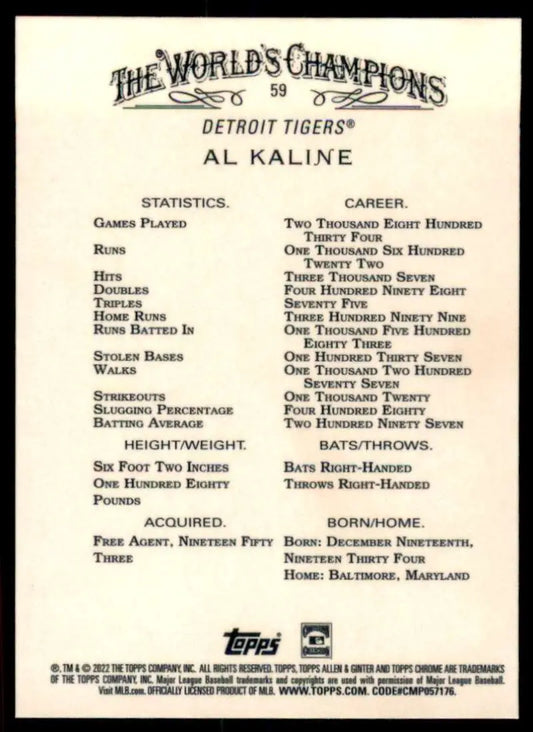 THE WORLD'S CHAMPIONS
59
DETROIT TIGERS®
AL KALINE
STATISTICS. CAREER.
GAMES PLAYED TWO THOUSAND EIGHT HUNDRED
THIRTY FOUR
RUNS ONE THOUSAND SIX HUNDRED
TWENTY TWO
HITS THREE THOUSAND SEVEN
DOUBLES FOUR HUNDRED NINETY EIGHT
TRIPLES SEVENTY FIVE
HOME RUNS THREE HUNDRED NINETY NINE
RUNS BATTED IN ONE THOUSAND FIVE HUNDRED
EIGHTY THREE
STOLEN BASES ONE HUNDRED THIRTY SEVEN
WALKS ONE THOUSAND TWO HUNDRED
SEVENTY SEVEN
STRIKEOUTS ONE THOUSAND TWENTY
SLUGGING PERCENTAGE FOUR HUNDRED EIGHTY
BATTING AVERAGE TWO HUNDRED NINETY SEVEN
HEIGHT/WEIGHT. BATS/THROWS.
SIX FOOT TWO INCHES BATS RIGHT-HANDED
ONE HUNDRED EIGHTY THROWS RIGHT-HANDED
POUNDS
ACQUIRED. BORN/HOME.
FREE AGENT, NINETEEN FIFTY BORN: DECEMBER NINETEENTH,
THREE NINETEEN THIRTY FOUR
HOME: BALTIMORE, MARYLAND
topps
®, TM & © 2022 THE TOPPS COMPANY, INC. ALL RIGHTS RESERVED. TOPPS, TOPPS ALLEN & GINTER AND TOPPS CHROME ARE TRADEMARKS
OF THE TOPPS COMPANY, INC. Major League Baseball trademarks and copyrights are used with permission of Major League Baseball.
Visit MLB.com. OFFICIALLY LICENSED PRODUCT OF MLB. WWW.TOPPS.COM. CODE#CMP057176.